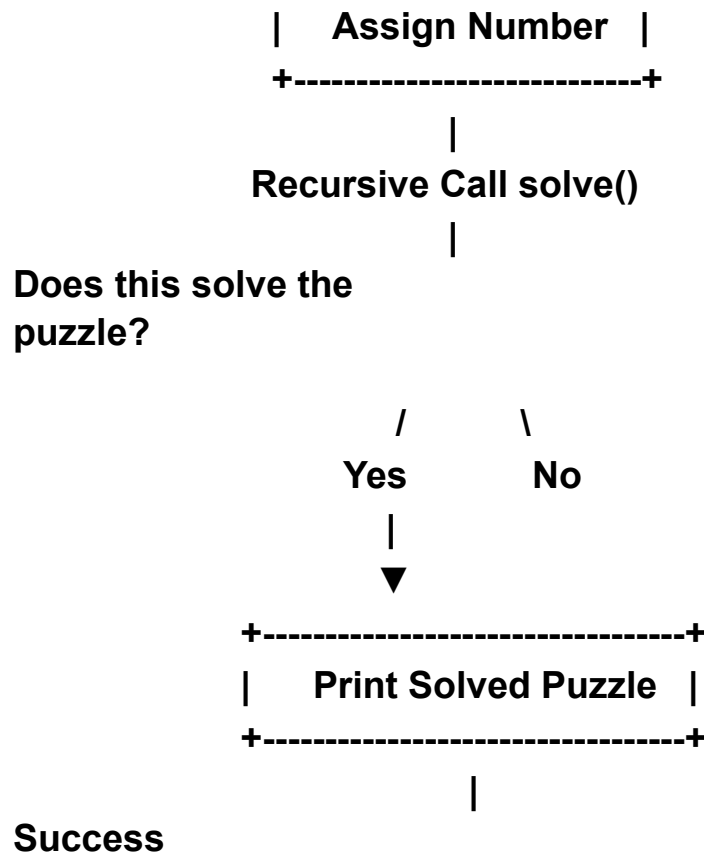 |     Assign Number   |
+----------------------------+
|
Recursive Call solve()
|
Does this solve the
puzzle?
/          \
Yes          No
|
▼
+----------------------------------+
|     Print Solved Puzzle   |
+----------------------------------+
|
Success